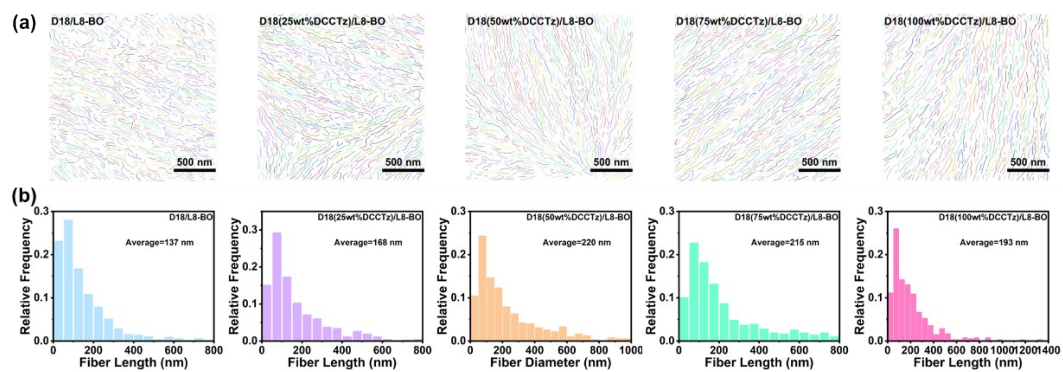 (a)
D18/L8-BO
D18(25wt%DCCTz)/L8-BO
D18(50wt%DCCTz)/L8-BO
D18(75wt%DCCTz)/L8-BO
D18(100wt%DCCTz)/L8-BO
500 nm
500 nm
500 nm
500 nm
500 nm
(b)
Relative Frequency
0.3
0.2
0.1
0.0
D18/L8-BO
Average=137 nm
0 200 400 600 800
Fiber Length (nm)
Relative Frequency
0.3
0.2
0.1
0.0
D18(25wt%DCCTz)/L8-BO
Average=168 nm
0 200 400 600 800
Fiber Length (nm)
Relative Frequency
0.3
0.2
0.1
0.0
D18(50wt%DCCTz)/L8-BO
Average=220 nm
0 200 400 600 800 1000
Fiber Diameter (nm)
Relative Frequency
0.3
0.2
0.1
0.0
D18(75wt%DCCTz)/L8-BO
Average=215 nm
0 200 400 600 800
Fiber Length (nm)
Relative Frequency
0.3
0.2
0.1
0.0
D18(100wt%DCCTz)/L8-BO
Average=193 nm
0 200 400 600 800 1000 1200 1400
Fiber Length (nm)